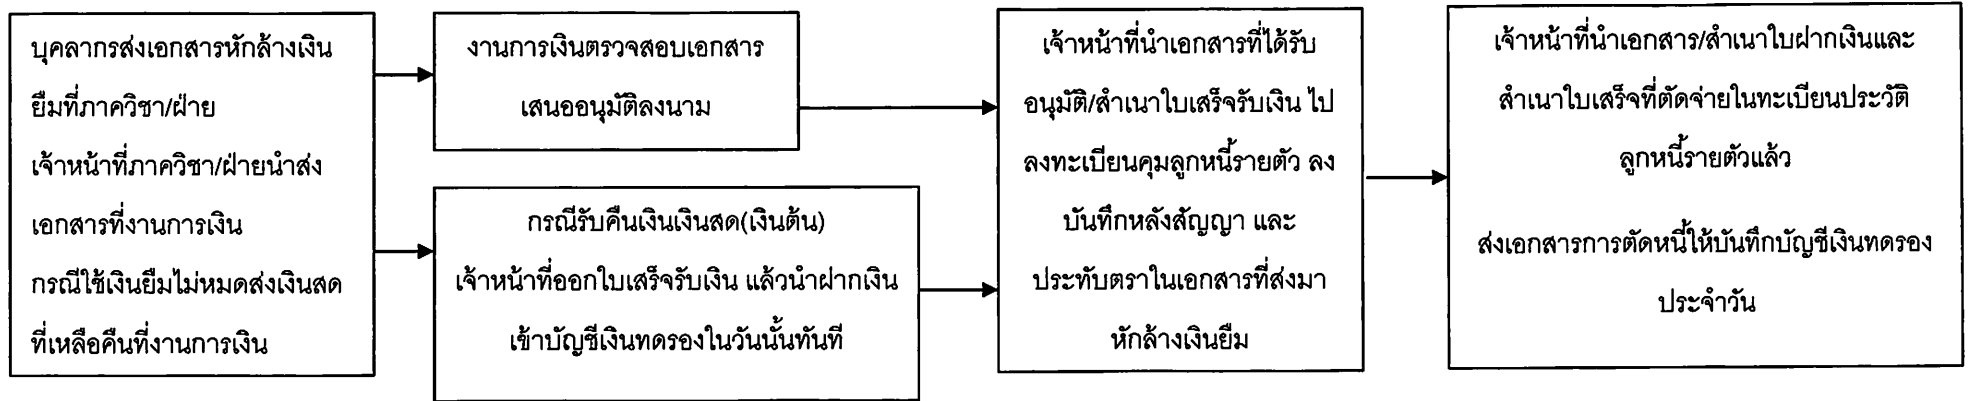 บุคลากรส่งเอกสารหักล้างเงิน
ยืมที่ภาควิชา/ฝ่าย
เจ้าหน้าที่ภาควิชา/ฝ่ายนำส่ง
เอกสารที่งานการเงิน
กรณีใช้เงินยืมไม่หมดส่งเงินสด
ที่เหลือคืนที่งานการเงิน
งานการเงินตรวจสอบเอกสาร
เสนออนุมัติลงนาม
กรณีรับคืนเงินเงินสด(เงินต้น)
เจ้าหน้าที่ออกใบเสร็จรับเงิน แล้วนำฝากเงิน
เข้าบัญชีเงินทดรองในวันนั้นทันที
เจ้าหน้าที่นำเอกสารที่ได้รับ
อนุมัติ/สำเนาใบเสร็จรับเงิน ไป
ลงทะเบียนคุมลูกหนี้รายตัว ลง
บันทึกหลังสัญญา และ
ประทับตราในเอกสารที่ส่งมา
หักล้างเงินยืม
เจ้าหน้าที่นำเอกสาร/สำเนาใบฝากเงินและ
สำเนาใบเสร็จที่ตัดจ่ายในทะเบียนประวัติ
ลูกหนี้รายตัวแล้ว
ส่งเอกสารการตัดหนี้ให้บันทึกบัญชีเงินทดรอง
ประจำวัน